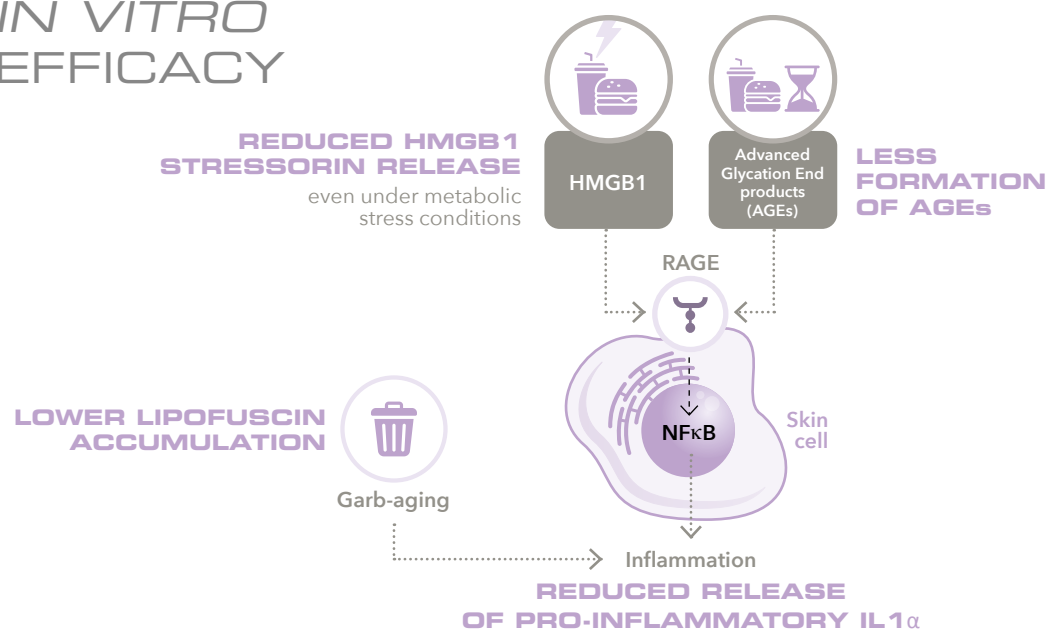 IN VITRO
EFFICACY
REDUCED HMGB1
STRESSORIN RELEASE
even under metabolic
stress conditions
HMGB1
Advanced
Glycation End
products
(AGEs)
LESS
FORMATION
OF AGEs
RAGE
NFκB
Skin
cell
LOWER LIPOFUSCIN
ACCUMULATION
Garb-aging
Inflammation
REDUCED RELEASE
OF PRO-INFLAMMATORY IL1α